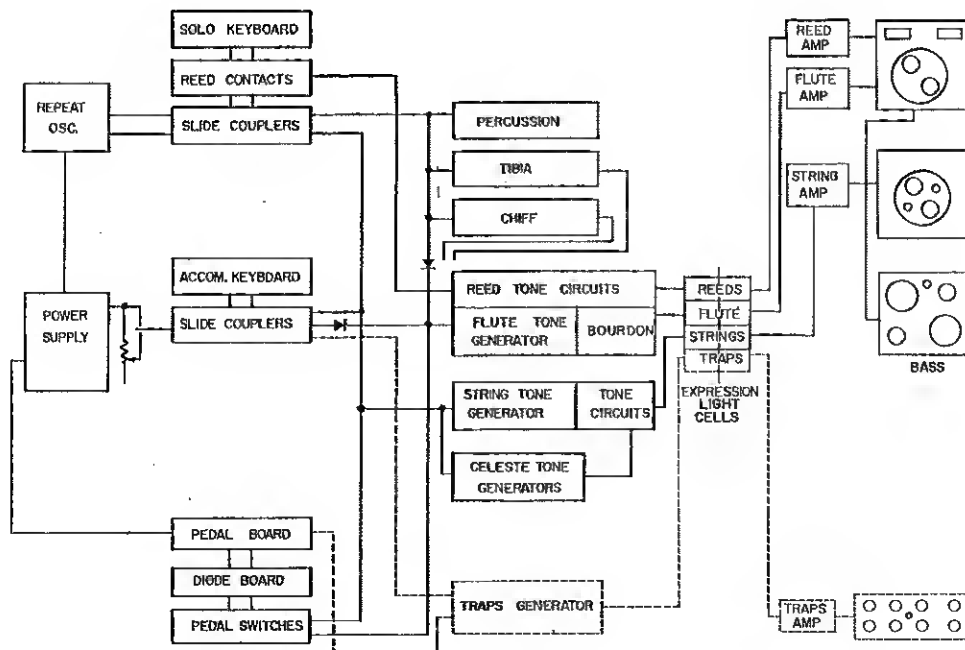 SOLO KEYBOARD
REED CONTACTS
SLIDE COUPLERS
REPEAT
OSC.
ACCOM. KEYBOARD
SLIDE COUPLERS
POWER
SUPPLY
PEDAL BOARD
DIODE BOARD
PEDAL SWITCHES
PERCUSSION
TIBIA
CHIFF
REED TONE CIRCUITS
FLUTE TONE
GENERATOR
BOURDON
STRING TONE
GENERATOR
TONE
CIRCUITS
CELESTE TONE
GENERATORS
TRAPS GENERATOR
REEDS
FLUTE
STRINGS
TRAPS
EXPRESSION
LIGHT
CELLS
REED
AMP
FLUTE
AMP
STRING
AMP
BASS
TRAPS
AMP